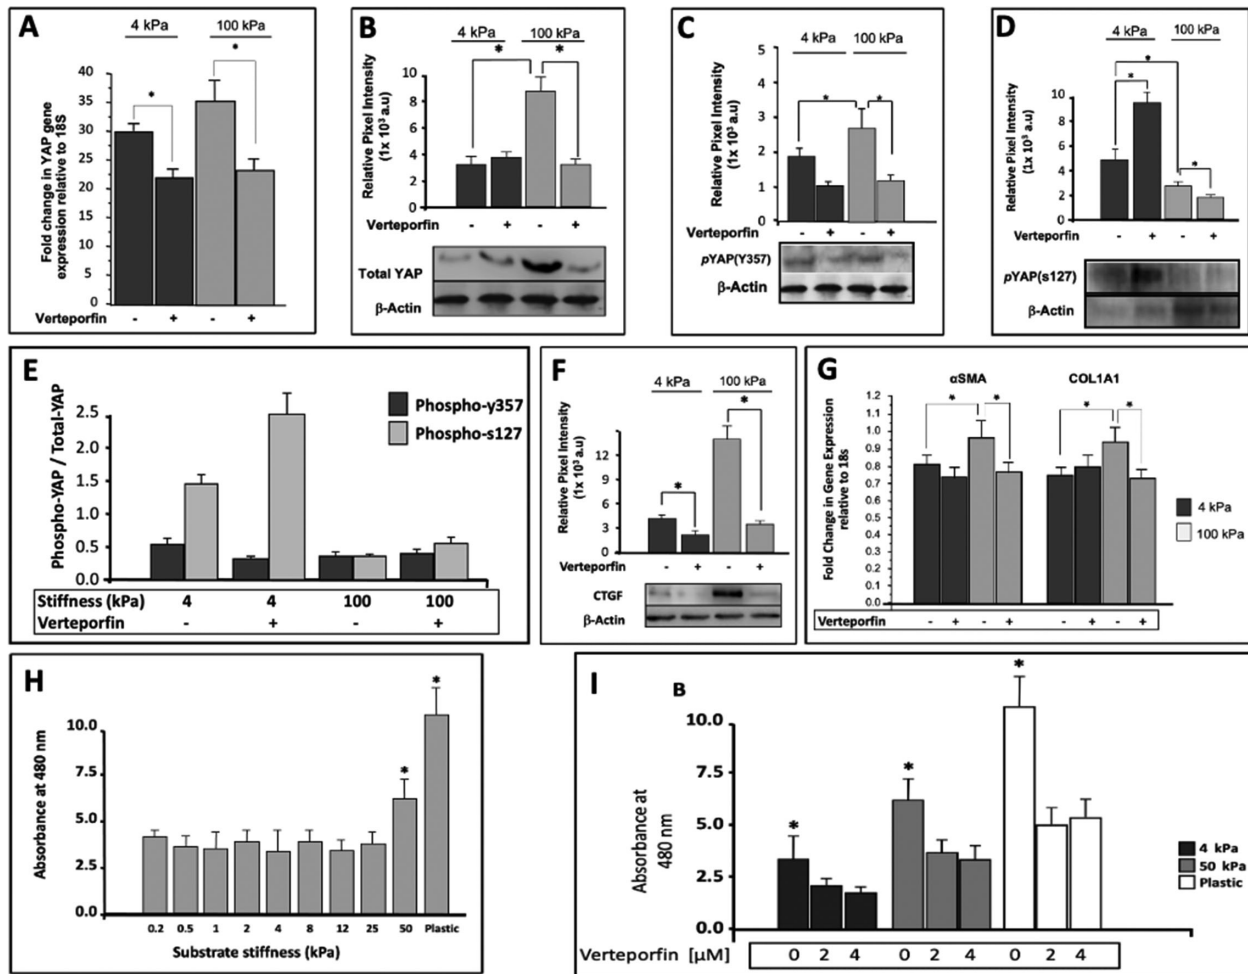 A
4 kPa 100 kPa
*
*
Fold change in YAP gene
expression relative to 18S
40
35
30
25
20
15
10
5
0
Verteporfin - + - +
B
4 kPa 100 kPa
* *
Relative Pixel Intensity
(1x 10³ a.u)
10
8
6
4
2
0
Verteporfin - + - +
Total YAP
β-Actin
C
4 kPa 100 kPa
* *
Relative Pixel Intensity
(1x 10³ a.u)
5
4
3
2
1
0
Verteporfin - + - +
pYAP(Y357)
β-Actin
D
4 kPa 100 kPa
*
*
*
Relative Pixel Intensity
(1x 10³ a.u)
10
8
6
4
2
0
Verteporfin - + - +
pYAP(s127)
β-Actin
E
Phospho-YAP / Total-YAP
2.5
2.0
1.5
1.0
0.5
0.0
Phospho-y357
Phospho-s127
Stiffness (kPa) 4 4 100 100
Verteporfin - + - +
F
4 kPa 100 kPa
*
*
Relative Pixel Intensity
(1x 10³ a.u)
12
9
6
3
0
Verteporfin - + - +
CTGF
β-Actin
G
αSMA COL1A1
* * * *
Fold Change in Gene Expression
relative to 18s
1.2
1.1
1.0
0.9
0.8
0.7
0.6
0.5
0.4
0.3
0.2
0.1
0.0
4 kPa
100 kPa
Verteporfin - + - + - + - +
H
*
*
Absorbance at 480 nm
10.0
7.5
5.0
2.5
0.0
0.2 0.5 1 2 4 8 12 25 50 Plastic
Substrate stiffness (kPa)
I
B
*
*
*
Absorbance at
480 nm
10.0
7.5
5.0
2.5
0.0
4 kPa
50 kPa
Plastic
Verteporfin [µM] 0 2 4 0 2 4 0 2 4